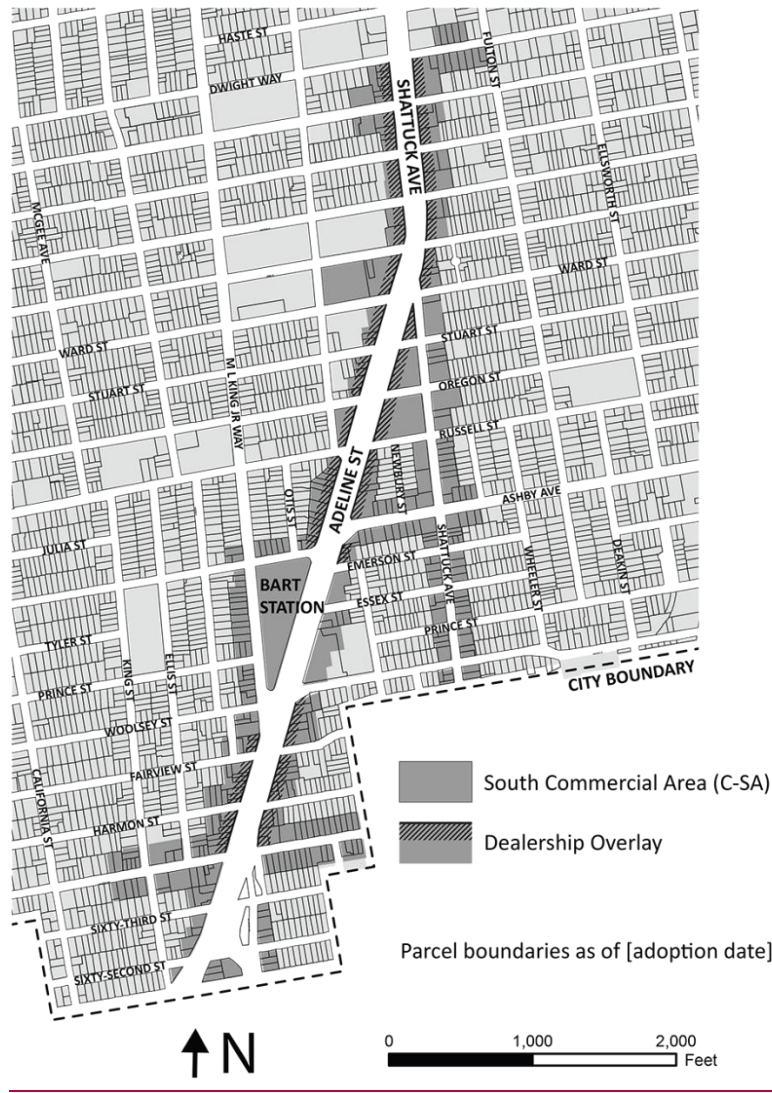 HASTE ST
FULTON ST
DWIGHT WAY
SHATTUCK AVE
ELLSWORTH ST
MCGEE AVE
WARD ST
WARD ST
STUART ST
STUART ST
M L KING JR WAY
OREGON ST
RUSSELL ST
NEWBURY ST
ADELINE ST
ASHBY AVE
OTIS ST
JULIA ST
SHATTUCK AVE
WHEELER ST
DEAKIN ST
EMERSON ST
BART
STATION
ESSEX ST
PRINCE ST
TYLER ST
KING ST
ELLIS ST
PRINCE ST
CITY BOUNDARY
WOOLSEY ST
FAIRVIEW ST
CALIFORNIA ST
HARMON ST
South Commercial Area (C-SA)
Dealership Overlay
SIXTY-THIRD ST
Parcel boundaries as of [adoption date]
SIXTY-SECOND ST
N
0 1,000 2,000
Feet